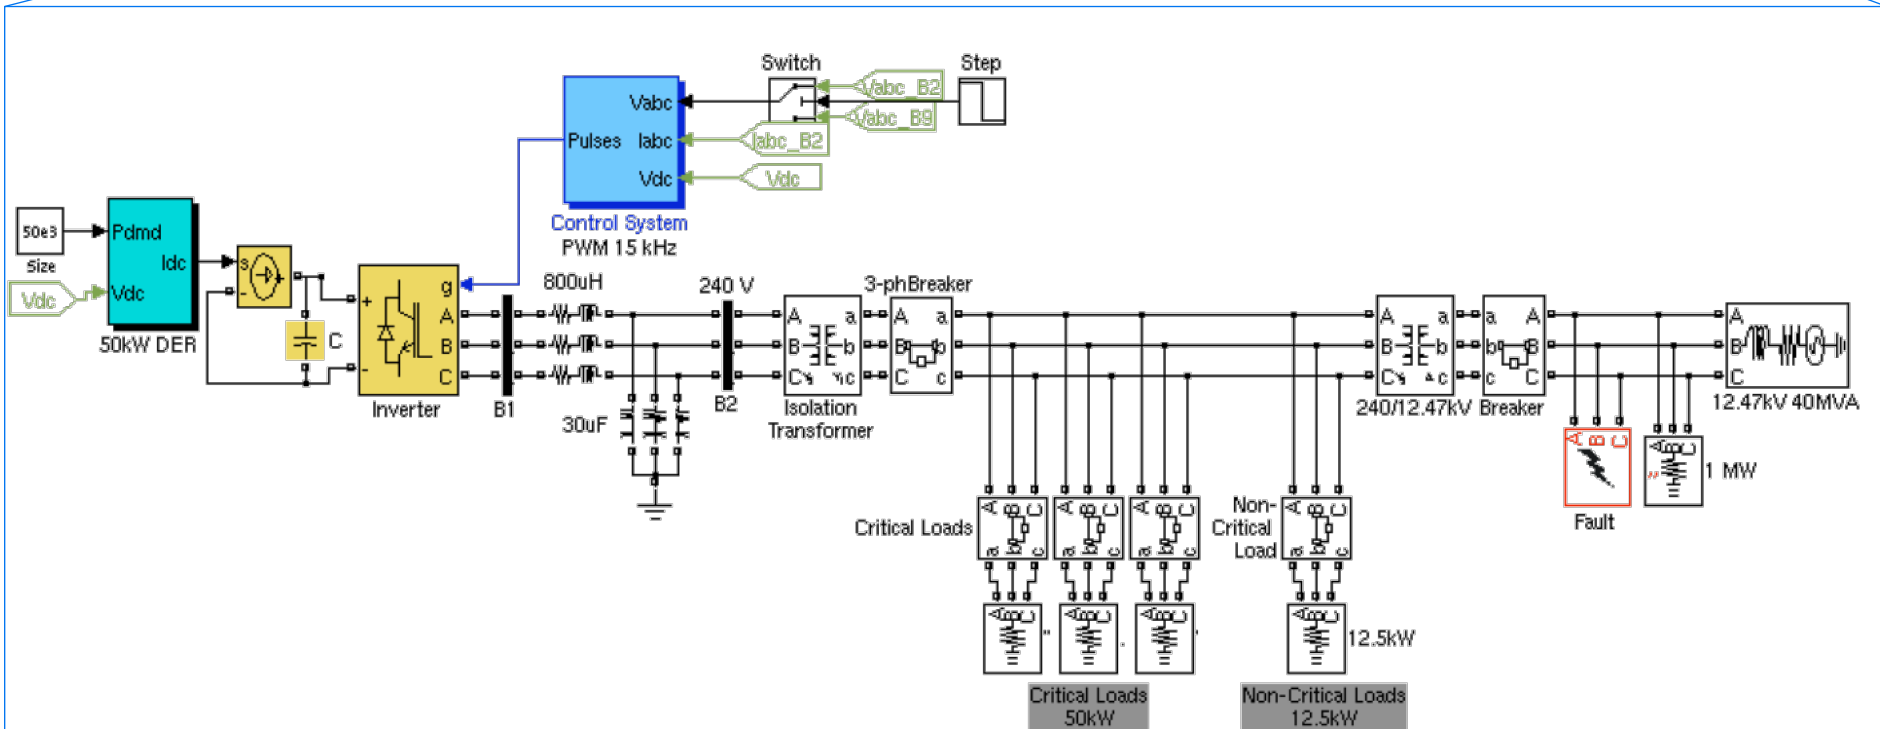 Switch
Step
Vabc_B2
Vabc
Vabc_B9
Pulses
Iabc
Iabc_B2
Vdc
Vdc
Control System
PWM 15 kHz
50e3
Size
Pdmd
Idc
Vdc
Vdc
50kW DER
s
+
-
C
+
-
g
A
B
C
Inverter
B1
800uH
30uF
240 V
B2
A a
B b
C c
Isolation
Transformer
3-phBreaker
A a
B b
C c
A a
B b
C c
240/12.47kV
a A
b B
c C
Breaker
A
B
C
12.47kV 40MVA
A B C
Fault
A B C
1 MW
Critical Loads
A B C
a b c
A B C
a b c
A B C
a b c
Non-
Critical
Load
A B C
a b c
A B C
A B C
A B C
A B C
12.5kW
Critical Loads
50kW
Non-Critical Loads
12.5kW